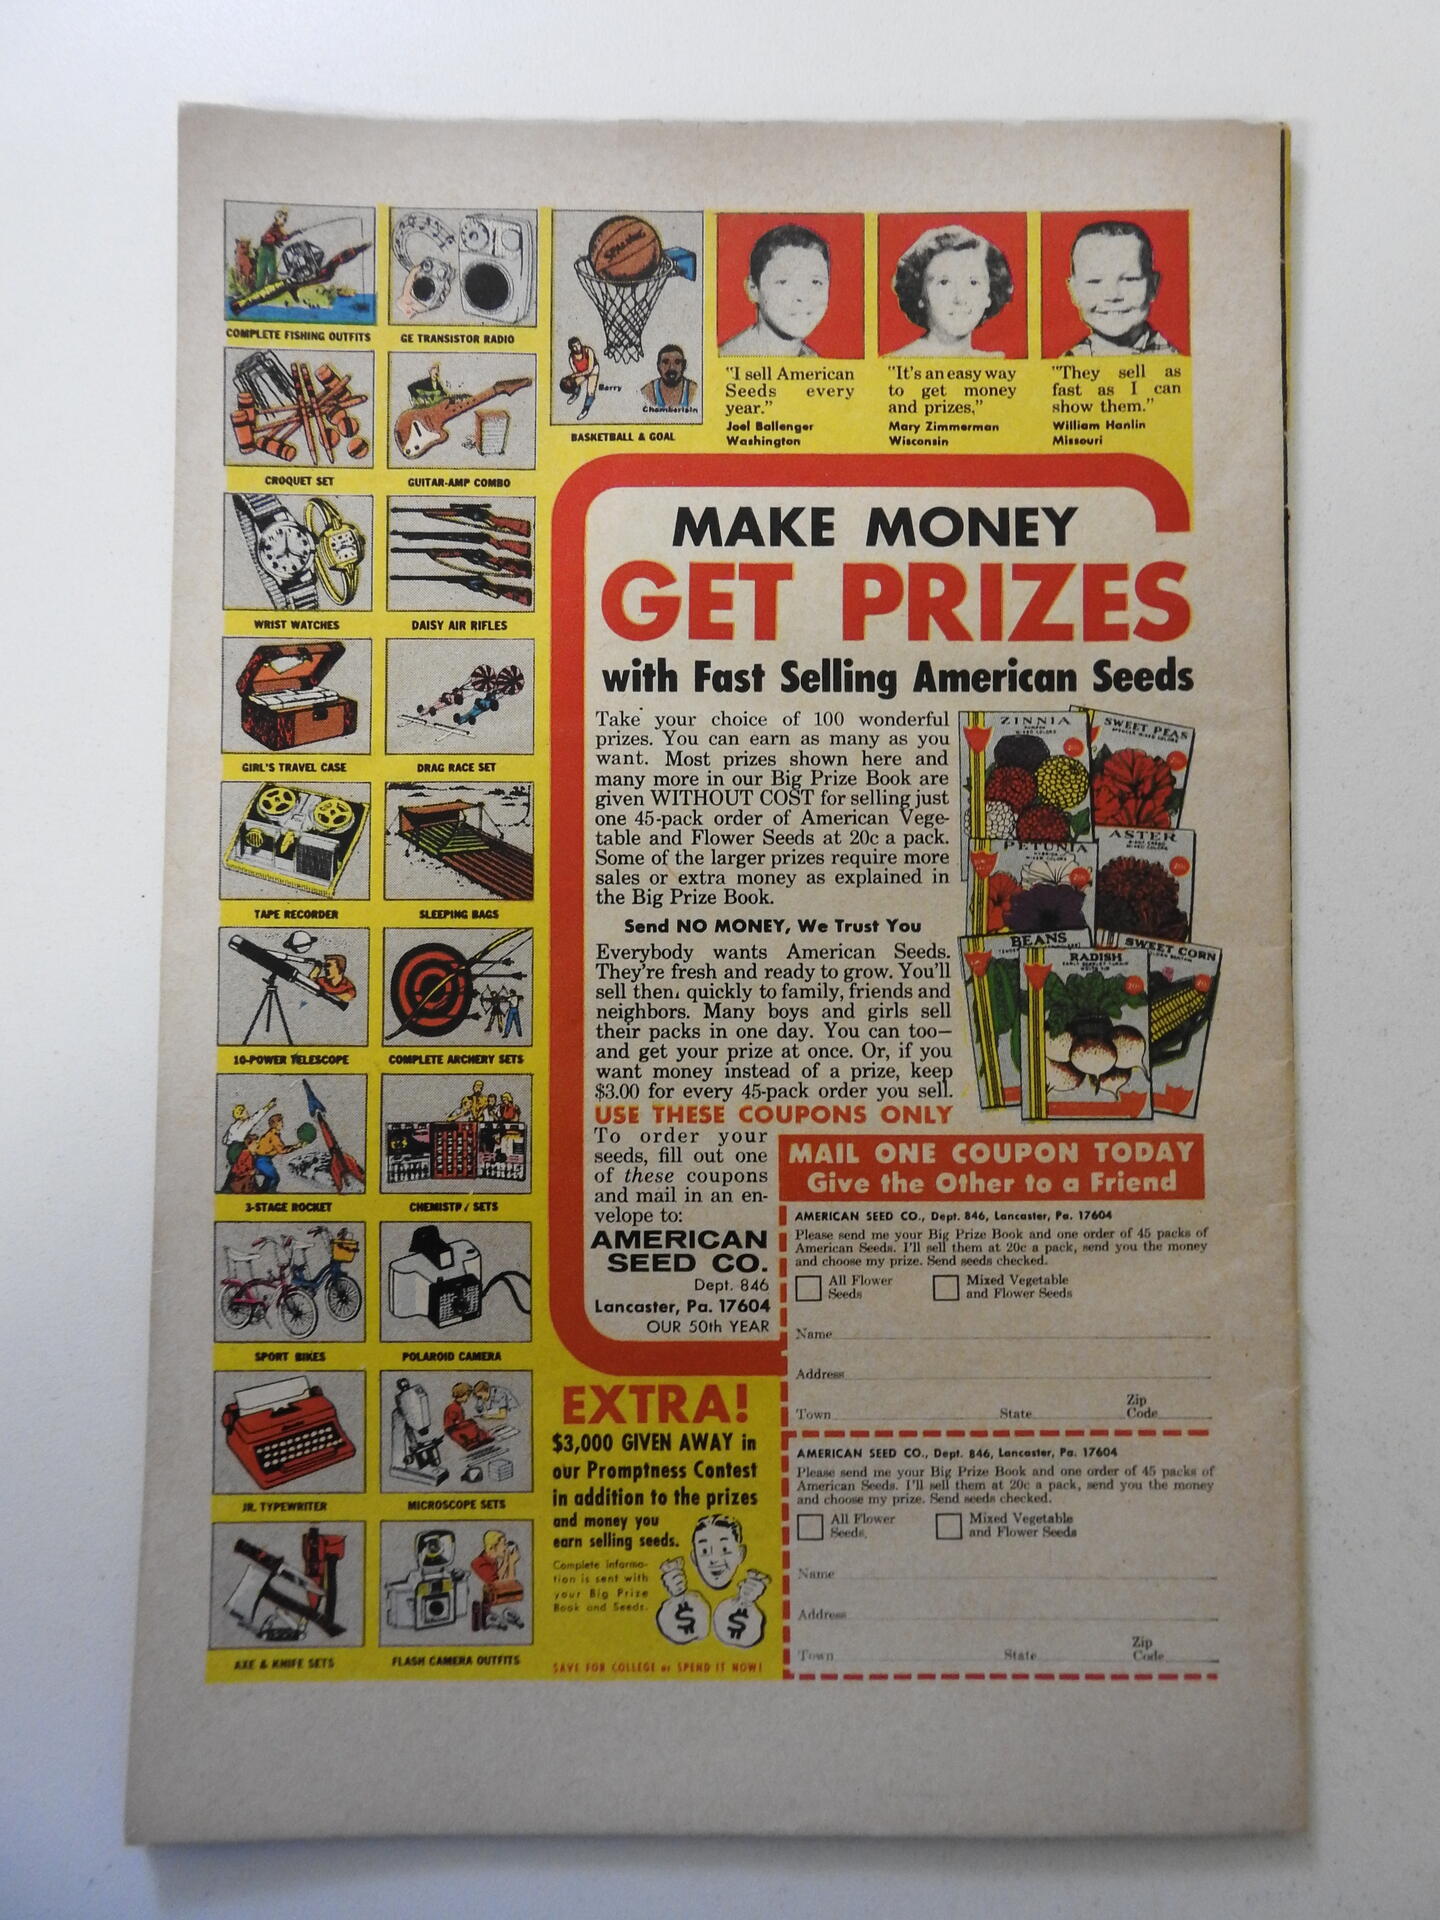 COMPLETE FISHING OUTFITS
GE TRANSISTOR RADIO
CROQUET SET
GUITAR-AMP COMBO
WRIST WATCHES
DAISY AIR RIFLES
GIRL'S TRAVEL CASE
DRAG RACE SET
TAPE RECORDER
SLEEPING BAGS
10-POWER TELESCOPE
COMPLETE ARCHERY SETS
3-STAGE ROCKET
CHEMISTRY SETS
SPORT BIKES
POLAROID CAMERA
JR. TYPEWRITER
MICROSCOPE SETS
AXE & KNIFE SETS
FLASH CAMERA OUTFITS
SPALDING
Barry
Chamberlain
BASKETBALL & GOAL
"I sell American
Seeds every
year."
Joel Ballenger
Washington
"It's an easy way
to get money
and prizes,"
Mary Zimmerman
Wisconsin
"They sell as
fast as I can
show them."
William Hanlin
Missouri
MAKE MONEY
GET PRIZES
with Fast Selling American Seeds
Take your choice of 100 wonderful
prizes. You can earn as many as you
want. Most prizes shown here and
many more in our Big Prize Book are
given WITHOUT COST for selling just
one 45-pack order of American Vege-
table and Flower Seeds at 20c a pack.
Some of the larger prizes require more
sales or extra money as explained in
the Big Prize Book.
Send NO MONEY, We Trust You
Everybody wants American Seeds.
They're fresh and ready to grow. You'll
sell them quickly to family, friends and
neighbors. Many boys and girls sell
their packs in one day. You can too—
and get your prize at once. Or, if you
want money instead of a prize, keep
$3.00 for every 45-pack order you sell.
USE THESE COUPONS ONLY
To order your
seeds, fill out one
of these coupons
and mail in an en-
velope to:
AMERICAN
SEED CO.
Dept. 846
Lancaster, Pa. 17604
OUR 50th YEAR
ZINNIA
SWEET PEAS
PETUNIA
ASTER
BEANS
RADISH
SWEET CORN
MAIL ONE COUPON TODAY
Give the Other to a Friend
AMERICAN SEED CO., Dept. 846, Lancaster, Pa. 17604
Please send me your Big Prize Book and one order of 45 packs of
American Seeds. I'll sell them at 20c a pack, send you the money
and choose my prize. Send seeds checked.
All Flower
Seeds
Mixed Vegetable
and Flower Seeds
Name
Address
Town State Zip
Code
AMERICAN SEED CO., Dept. 846, Lancaster, Pa. 17604
Please send me your Big Prize Book and one order of 45 packs of
American Seeds. I'll sell them at 20c a pack, send you the money
and choose my prize. Send seeds checked.
All Flower
Seeds
Mixed Vegetable
and Flower Seeds
Name
Address
Town State Zip
Code
EXTRA!
$3,000 GIVEN AWAY in
our Promptness Contest
in addition to the prizes
and money you
earn selling seeds.
Complete informa-
tion is sent with
your Big Prize
Book and Seeds.
$ $
SAVE FOR COLLEGE or SPEND IT NOW!